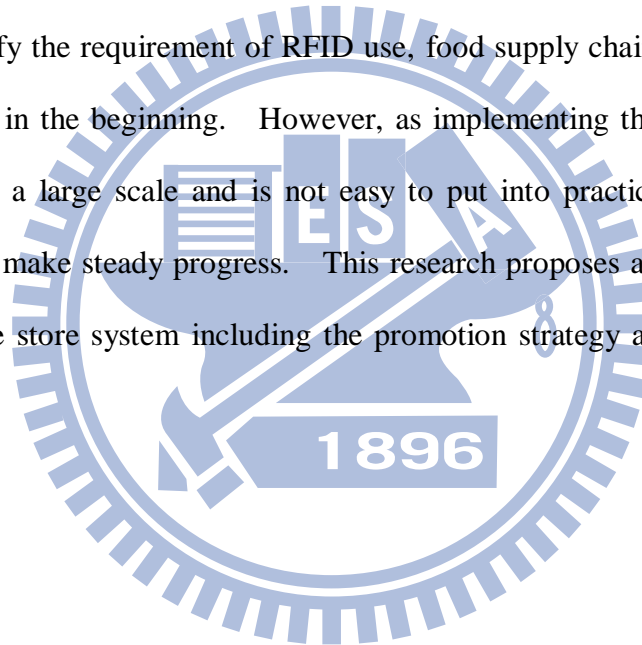 fy the requirement of RFID use, food supply chai
in the beginning. However, as implementing th
a large scale and is not easy to put into practic
E S A
make steady progress. This research proposes a
e store system including the promotion strategy a
8
1896